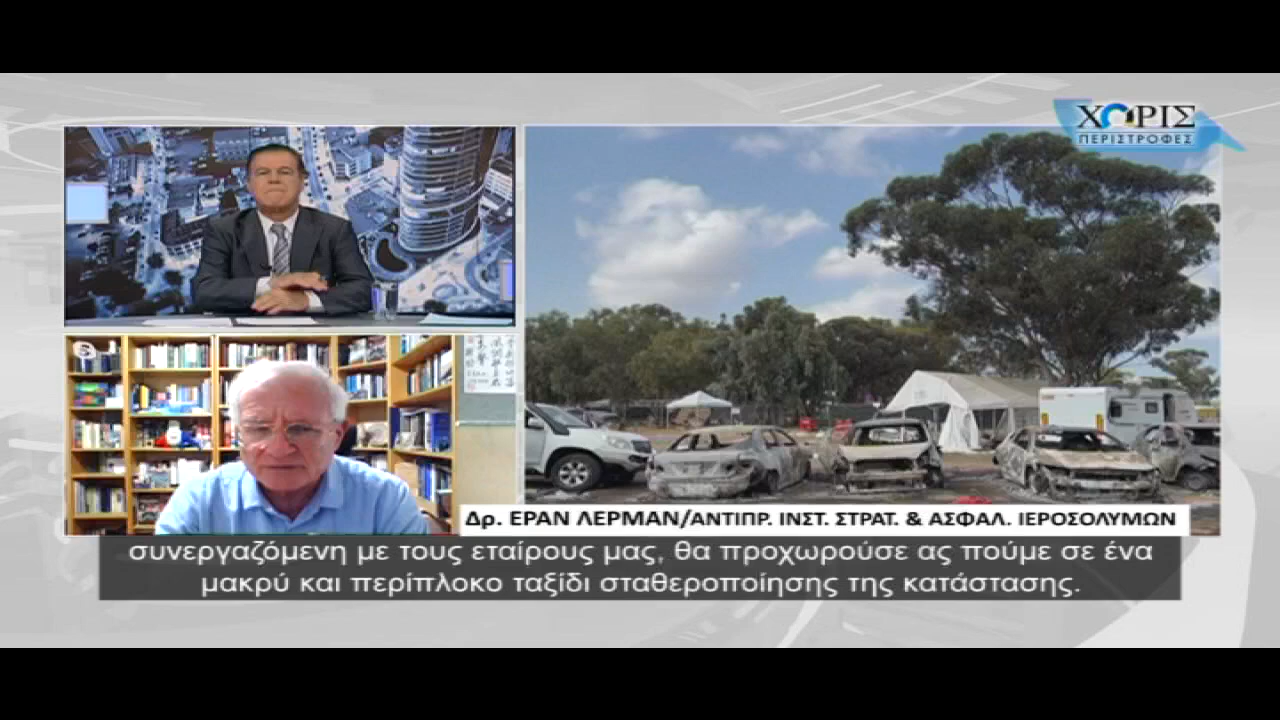 ΧΩΡΙΣ
ΠΕΡΙΣΤΡΟΦΕΣ
Δρ. ΕΡΑΝ ΛΕΡΜΑΝ/ΑΝΤΙΠΡ. ΙΝΣΤ. ΣΤΡΑΤ. & ΑΣΦΑΛ. ΙΕΡΟΣΟΛΥΜΩΝ
συνεργαζόμενη με τους εταίρους μας, θα προχωρούσε ας πούμε σε ένα
μακρύ και περίπλοκο ταξίδι σταθεροποίησης της κατάστασης.